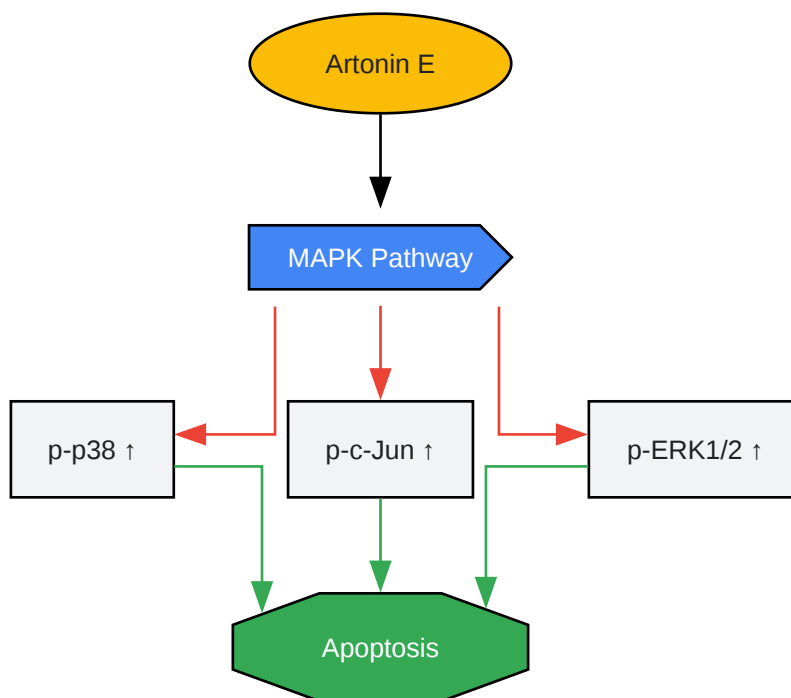 Artonin E
MAPK Pathway
p-p38 ↑
p-c-Jun ↑
p-ERK1/2 ↑
Apoptosis